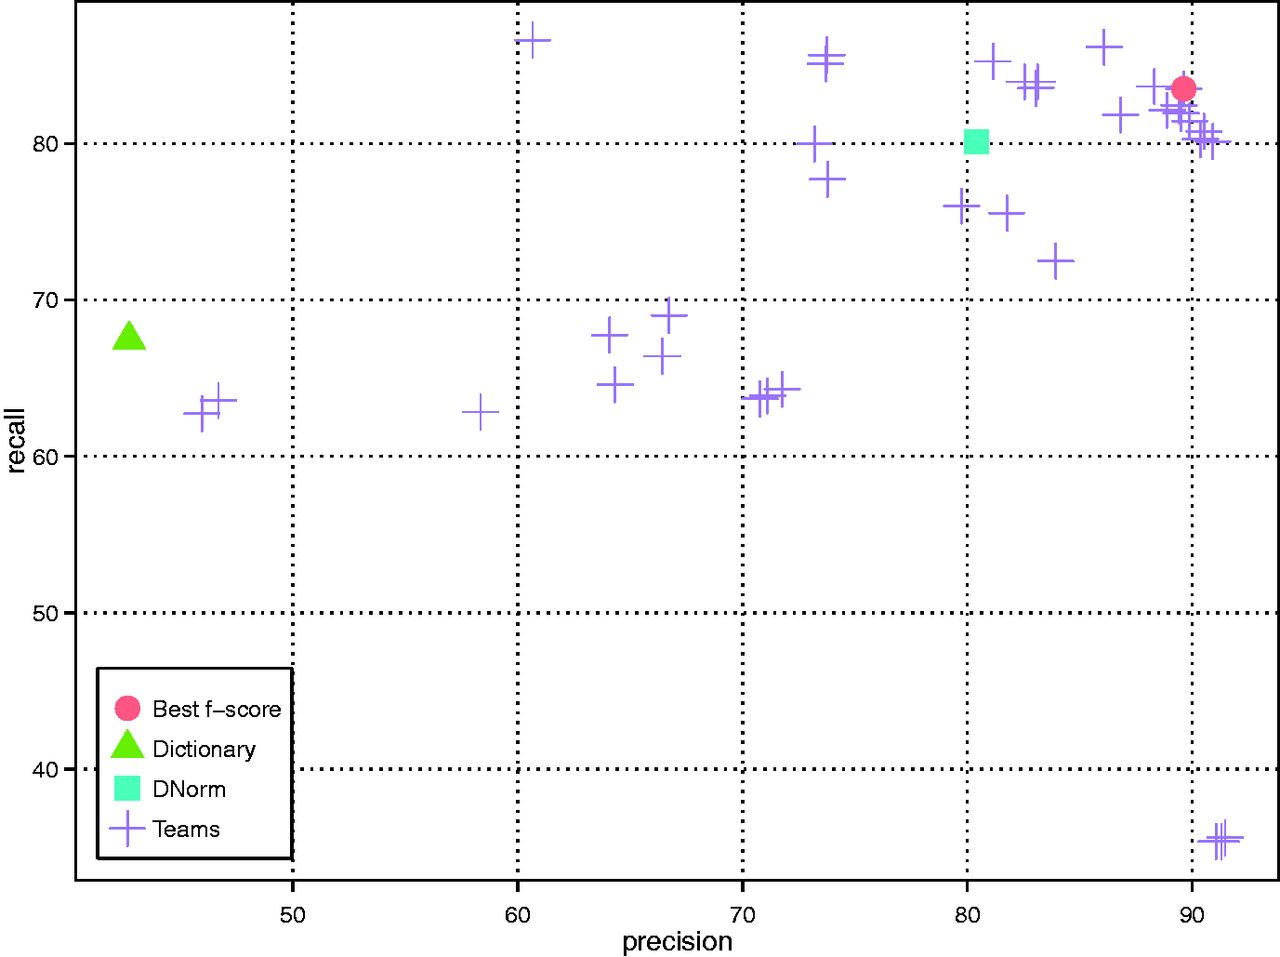 80
70
60
50
40
recall
Best f−score
Dictionary
DNorm
Teams
50 60 70 80 90
precision